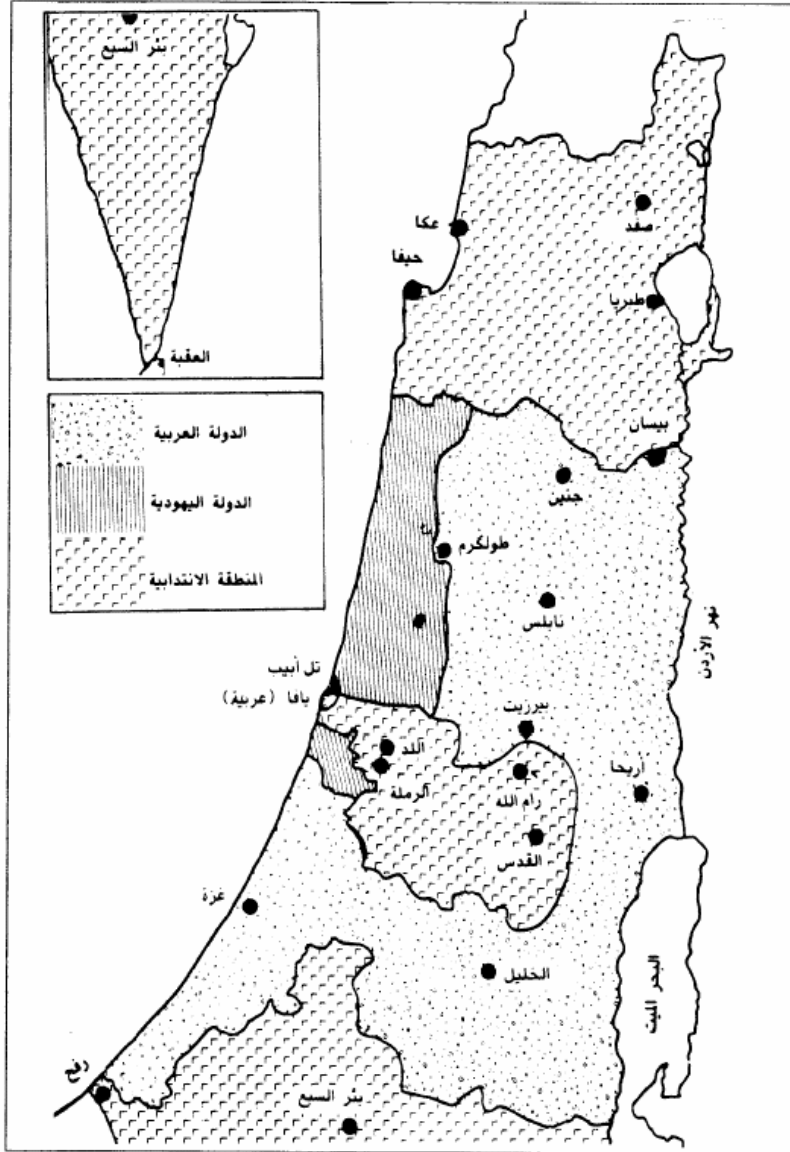 بئر السبع
العقبة
الدولة العربية
الدولة اليهودية
المنطقة الانتدابية
عكا
صفد
حيفا
طبريا
بيسان
جنين
طولكرم
نابلس
نهر الأردن
تل أبيب
يافا (عربية)
بيرزيت
اللد
أريحا
الرملة
رام الله
القدس
غزة
الخليل
البحر الميت
رفح
بئر السبع